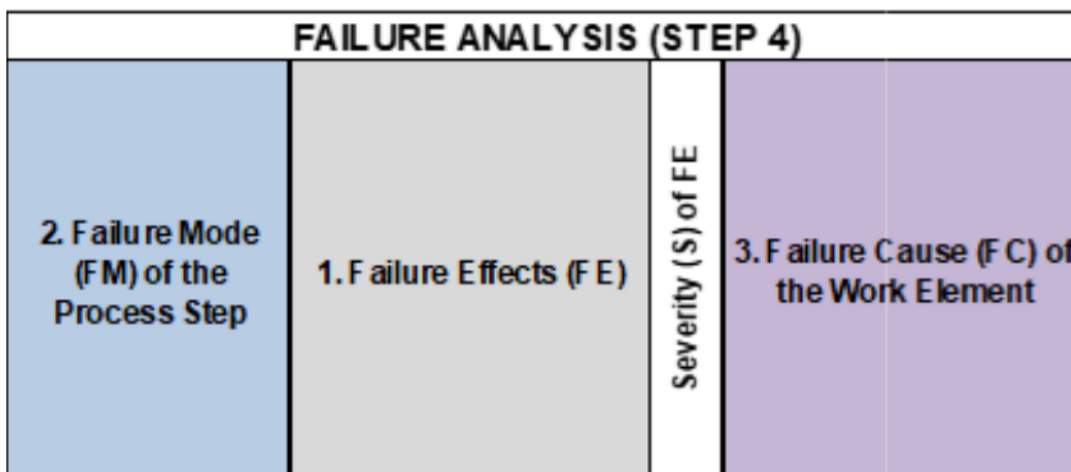 FAILURE ANALYSIS (STEP 4)
2. Failure Mode
(FM) of the
Process Step
1. Failure Effects (FE)
Severity (S) of FE
3. Failure Cause (FC) of
the Work Element